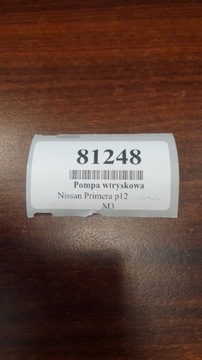 81248
Pompa wtryskowa
Nissan Primera p12
M3